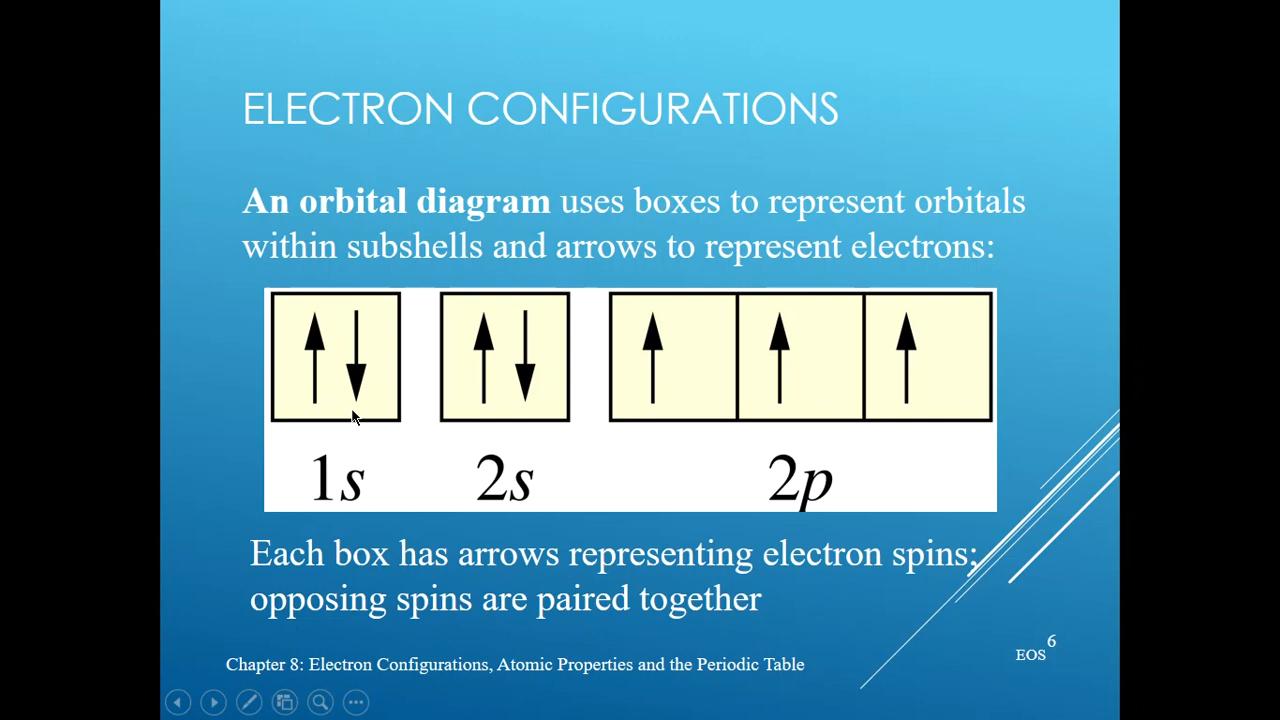 ELECTRON CONFIGURATIONS
An orbital diagram uses boxes to represent orbitals
within subshells and arrows to represent electrons:
1s 2s 2p
Each box has arrows representing electron spins;
opposing spins are paired together
Chapter 8: Electron Configurations, Atomic Properties and the Periodic Table
EOS 6